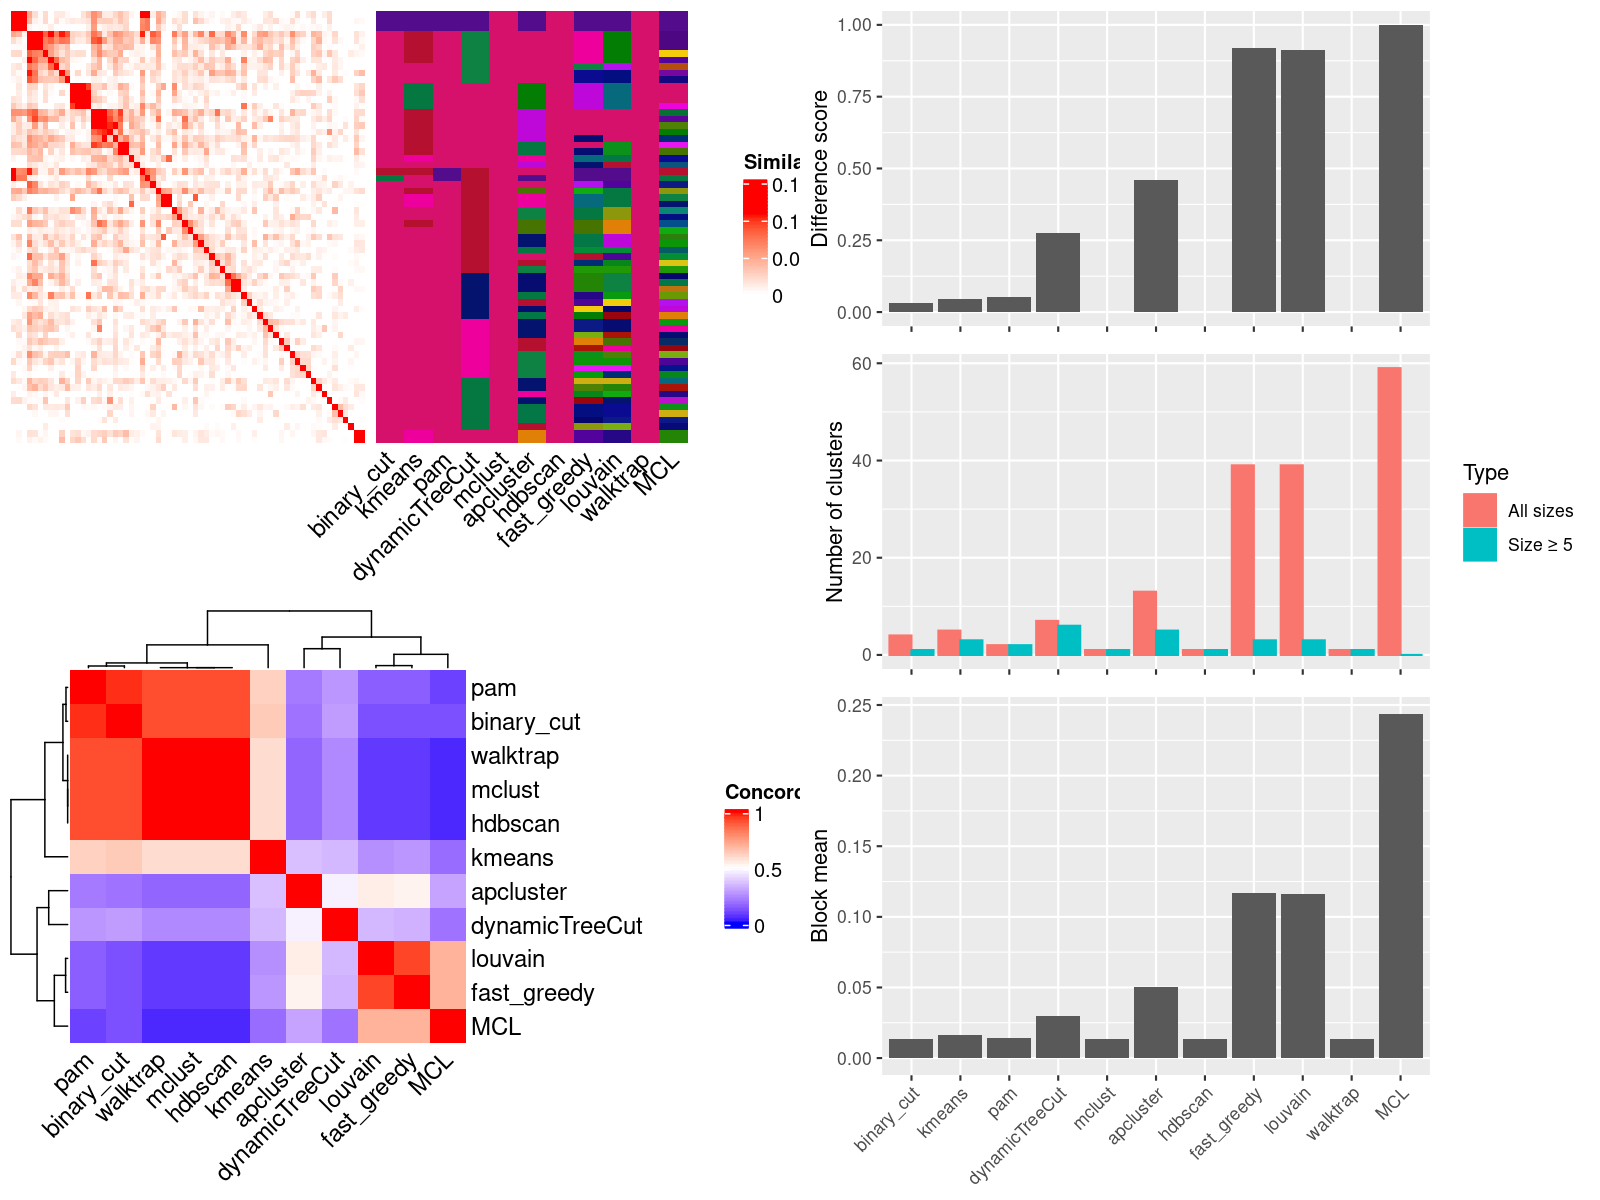 Simila
0.1
0.1
0.0
0
binary_cut
kmeans
pam
dynamicTreeCut
mclust
apcluster
hdbscan
fast_greedy
louvain
walktrap
MCL
pam
binary_cut
walktrap
mclust
hdbscan
kmeans
apcluster
dynamicTreeCut
louvain
fast_greedy
MCL
Concord
1
0.5
0
pam
binary_cut
walktrap
mclust
hdbscan
kmeans
apcluster
dynamicTreeCut
louvain
fast_greedy
MCL
Difference score
1.00
0.75
0.50
0.25
0.00
Number of clusters
60
40
20
0
Type
All sizes
Size ≥ 5
Block mean
0.25
0.20
0.15
0.10
0.05
0.00
binary_cut
kmeans
pam
dynamicTreeCut
mclust
apcluster
hdbscan
fast_greedy
louvain
walktrap
MCL